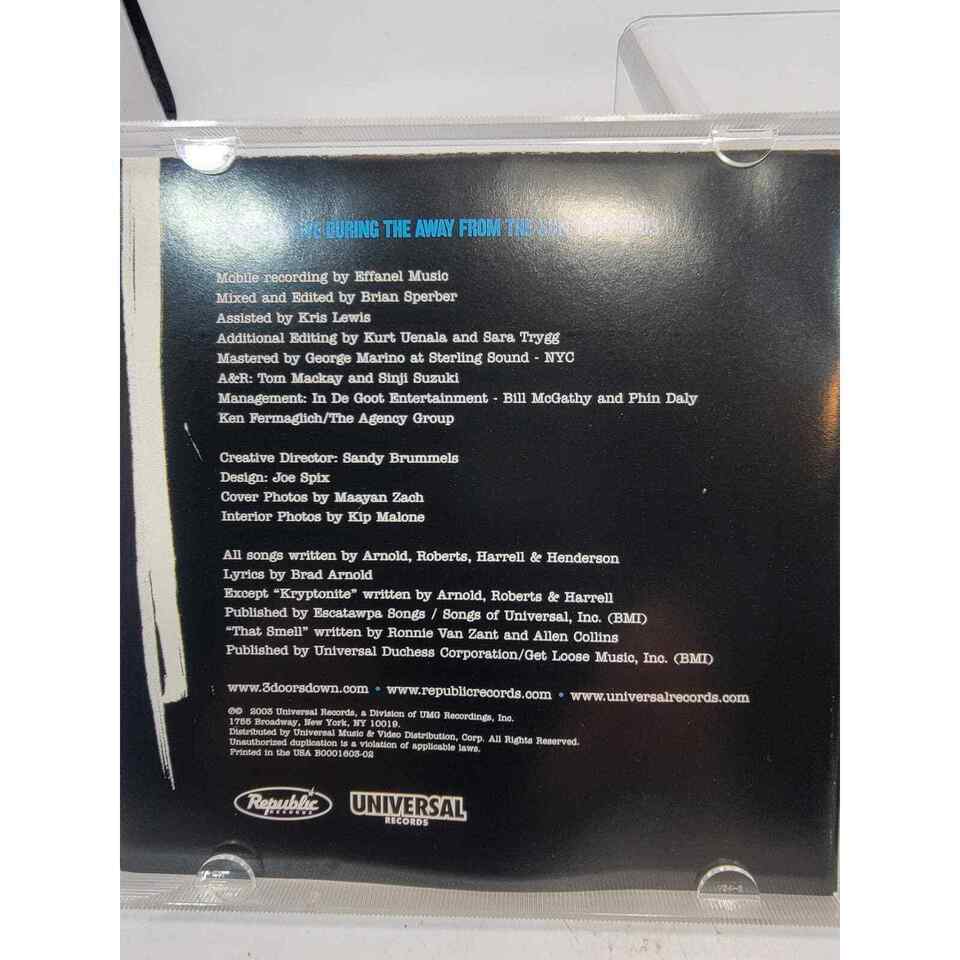 DURING THE AWAY FROM THE
Mobile recording by Effanel Music
Mixed and Edited by Brian Sperber
Assisted by Kris Lewis
Additional Editing by Kurt Uenala and Sara Trygg
Mastered by George Marino at Sterling Sound - NYC
A&R: Tom Mackay and Sinji Suzuki
Management: In De Goot Entertainment - Bill McGathy and Phin Daly
Ken Fermaglich/The Agency Group
Creative Director: Sandy Brummels
Design: Joe Spix
Cover Photos by Maayan Zach
Interior Photos by Kip Malone
All songs written by Arnold, Roberts, Harrell & Henderson
Lyrics by Brad Arnold
Except "Kryptonite" written by Arnold, Roberts & Harrell
Published by Escatawpa Songs / Songs of Universal, Inc. (BMI)
"That Smell" written by Ronnie Van Zant and Allen Collins
Published by Universal Duchess Corporation/Get Loose Music, Inc. (BMI)
www.3doorsdown.com • www.republicrecords.com • www.universalrecords.com
℗© 2003 Universal Records, a Division of UMG Recordings, Inc.
1755 Broadway, New York, NY 10019.
Distributed by Universal Music & Video Distribution, Corp. All Rights Reserved.
Unauthorized duplication is a violation of applicable laws.
Printed in the USA B0001603-02
Republic RECORDS
UNIVERSAL RECORDS